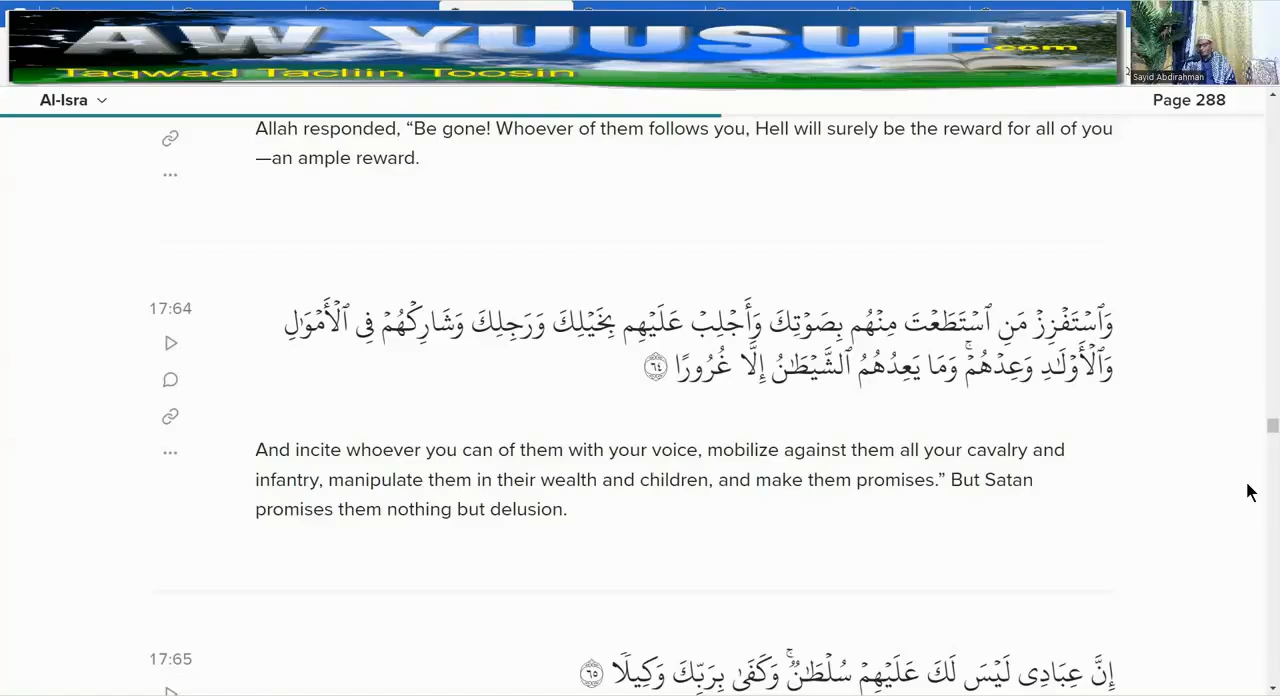 AW YUUSUF.com
Taqwad Tacliin Toosin
Sayid Abdirahman
Al-Isra
Page 288
Allah responded, “Be gone! Whoever of them follows you, Hell will surely be the reward for all of you
—an ample reward.
17:64
وَٱسْتَفْزِزْ مَنِ ٱسْتَطَعْتَ مِنْهُم بِصَوْتِكَ وَأَجْلِبْ عَلَيْهِم بِخَيْلِكَ وَرَجِلِكَ وَشَارِكْهُمْ فِى ٱلْأَمْوَٰلِ
وَٱلْأَوْلَـٰدِ وَعِدْهُمْ ۚ وَمَا يَعِدُهُمُ ٱلشَّيْطَـٰنُ إِلَّا غُرُورًا ٦٤
And incite whoever you can of them with your voice, mobilize against them all your cavalry and
infantry, manipulate them in their wealth and children, and make them promises.” But Satan
promises them nothing but delusion.
17:65
إِنَّ عِبَادِى لَيْسَ لَكَ عَلَيْهِمْ سُلْطَـٰنٌۭ ۚ وَكَفَىٰ بِرَبِّكَ وَكِيلًۭا ٦٥